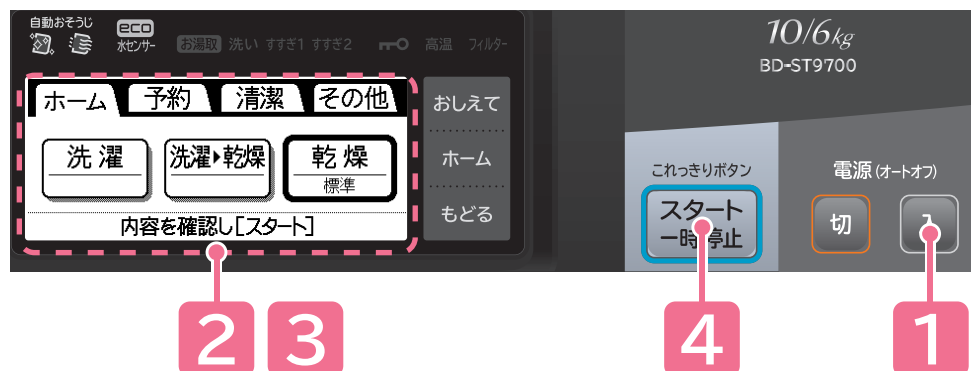 自動おそうじ
eco
水センサー
お湯取 洗い すすぎ1 すすぎ2 高温 フィルター
ホーム 予約 清潔 その他
洗濯 洗濯▶乾燥 乾燥
標準
内容を確認し[スタート]
おしえて
ホーム
もどる
10/6kg
BD-ST9700
これっきりボタン
スタート
一時停止
電源(オートオフ)
切 入
2 3 4 1